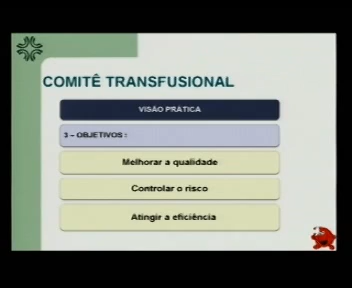 COMITÊ TRANSFUSIONAL
VISÃO PRÁTICA
3 – OBJETIVOS :
Melhorar a qualidade
Controlar o risco
Atingir a eficiência